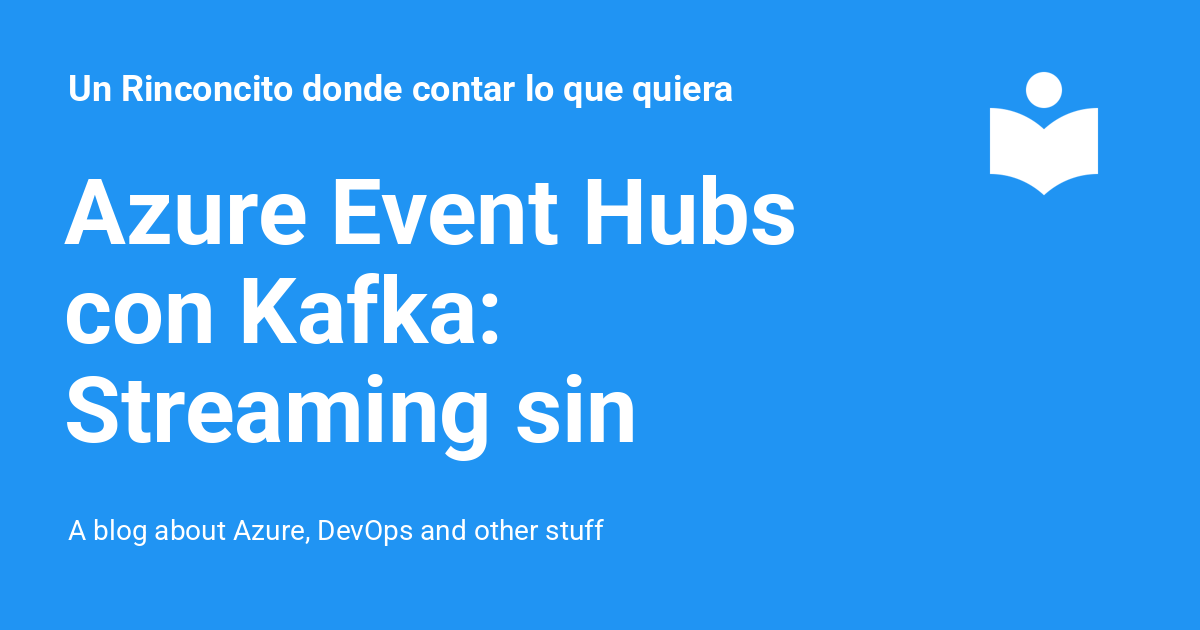 Un Rinconcito donde contar lo que quiera
Azure Event Hubs
con Kafka:
Streaming sin
A blog about Azure, DevOps and other stuff